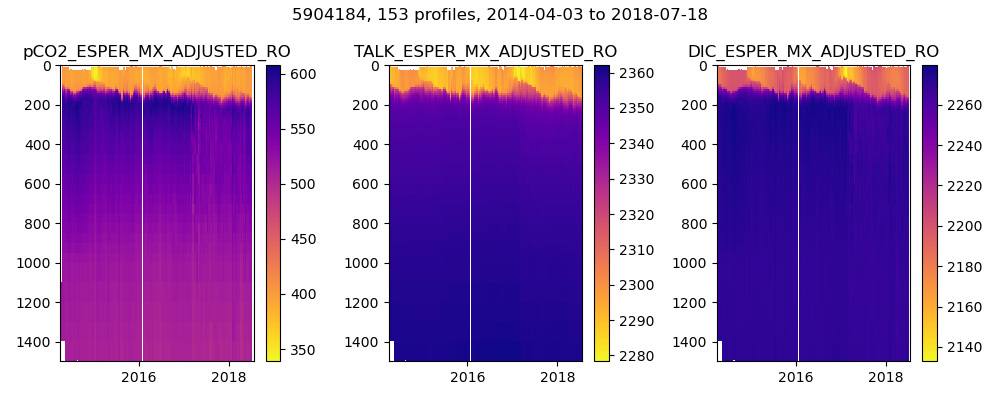 5904184, 153 profiles, 2014-04-03 to 2018-07-18
pCO2_ESPER_MX_ADJUSTED_RO TALK_ESPER_MX_ADJUSTED_RO DIC_ESPER_MX_ADJUSTED_RO
0 200 400 600 800 1000 1200 1400
2016 2018
600 550 500 450 400 350
0 200 400 600 800 1000 1200 1400
2016 2018
2360 2350 2340 2330 2320 2310 2300 2290 2280
0 200 400 600 800 1000 1200 1400
2016 2018
2260 2240 2220 2200 2180 2160 2140